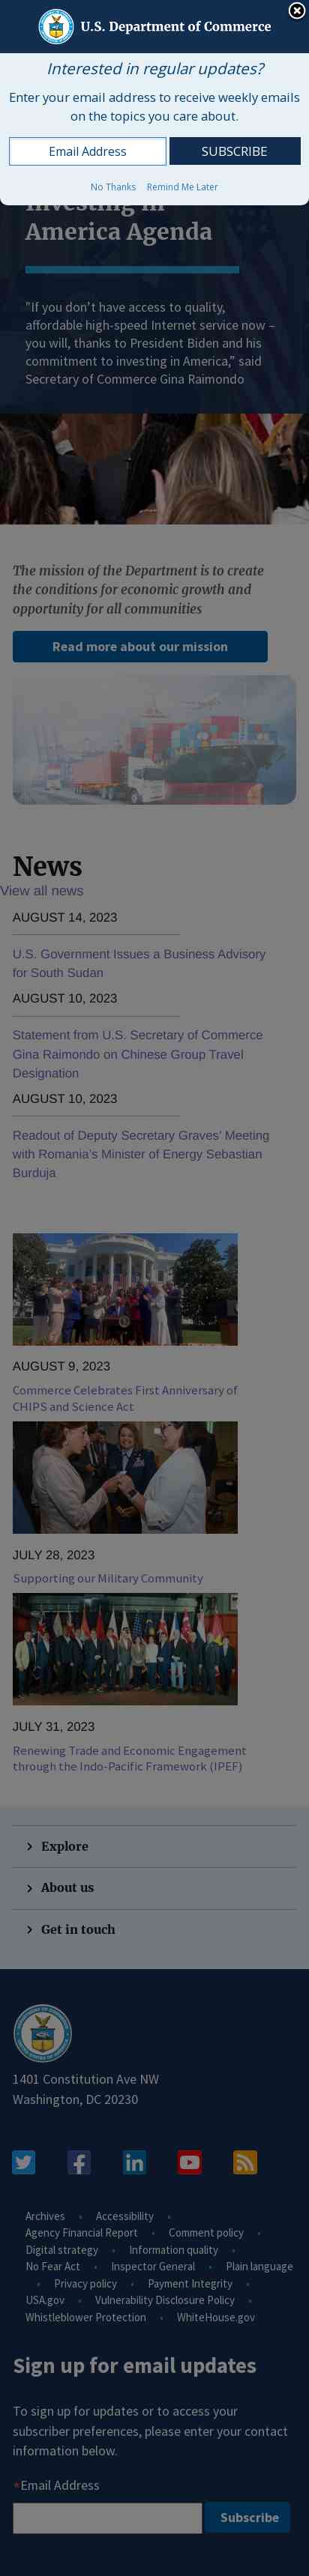 U.S. Department of Commerce
Interested in regular updates?
Enter your email address to receive weekly emails
on the topics you care about.
Email Address
SUBSCRIBE
No Thanks
Remind Me Later
Investing in
America Agenda
"If you don’t have access to quality,
affordable high-speed Internet service now –
you will, thanks to President Biden and his
commitment to investing in America,” said
Secretary of Commerce Gina Raimondo
The mission of the Department is to create
the conditions for economic growth and
opportunity for all communities
Read more about our mission
News
View all news
AUGUST 14, 2023
U.S. Government Issues a Business Advisory
for South Sudan
AUGUST 10, 2023
Statement from U.S. Secretary of Commerce
Gina Raimondo on Chinese Group Travel
Designation
AUGUST 10, 2023
Readout of Deputy Secretary Graves’ Meeting
with Romania’s Minister of Energy Sebastian
Burduja
AUGUST 9, 2023
Commerce Celebrates First Anniversary of
CHIPS and Science Act
JULY 28, 2023
Supporting our Military Community
JULY 31, 2023
Renewing Trade and Economic Engagement
through the Indo-Pacific Framework (IPEF)
Explore
About us
Get in touch
1401 Constitution Ave NW
Washington, DC 20230
Archives • Accessibility •
Agency Financial Report • Comment policy •
Digital strategy • Information quality •
No Fear Act • Inspector General • Plain language
• Privacy policy • Payment Integrity •
USA.gov • Vulnerability Disclosure Policy •
Whistleblower Protection • WhiteHouse.gov
Sign up for email updates
To sign up for updates or to access your
subscriber preferences, please enter your contact
information below.
*Email Address
Subscribe